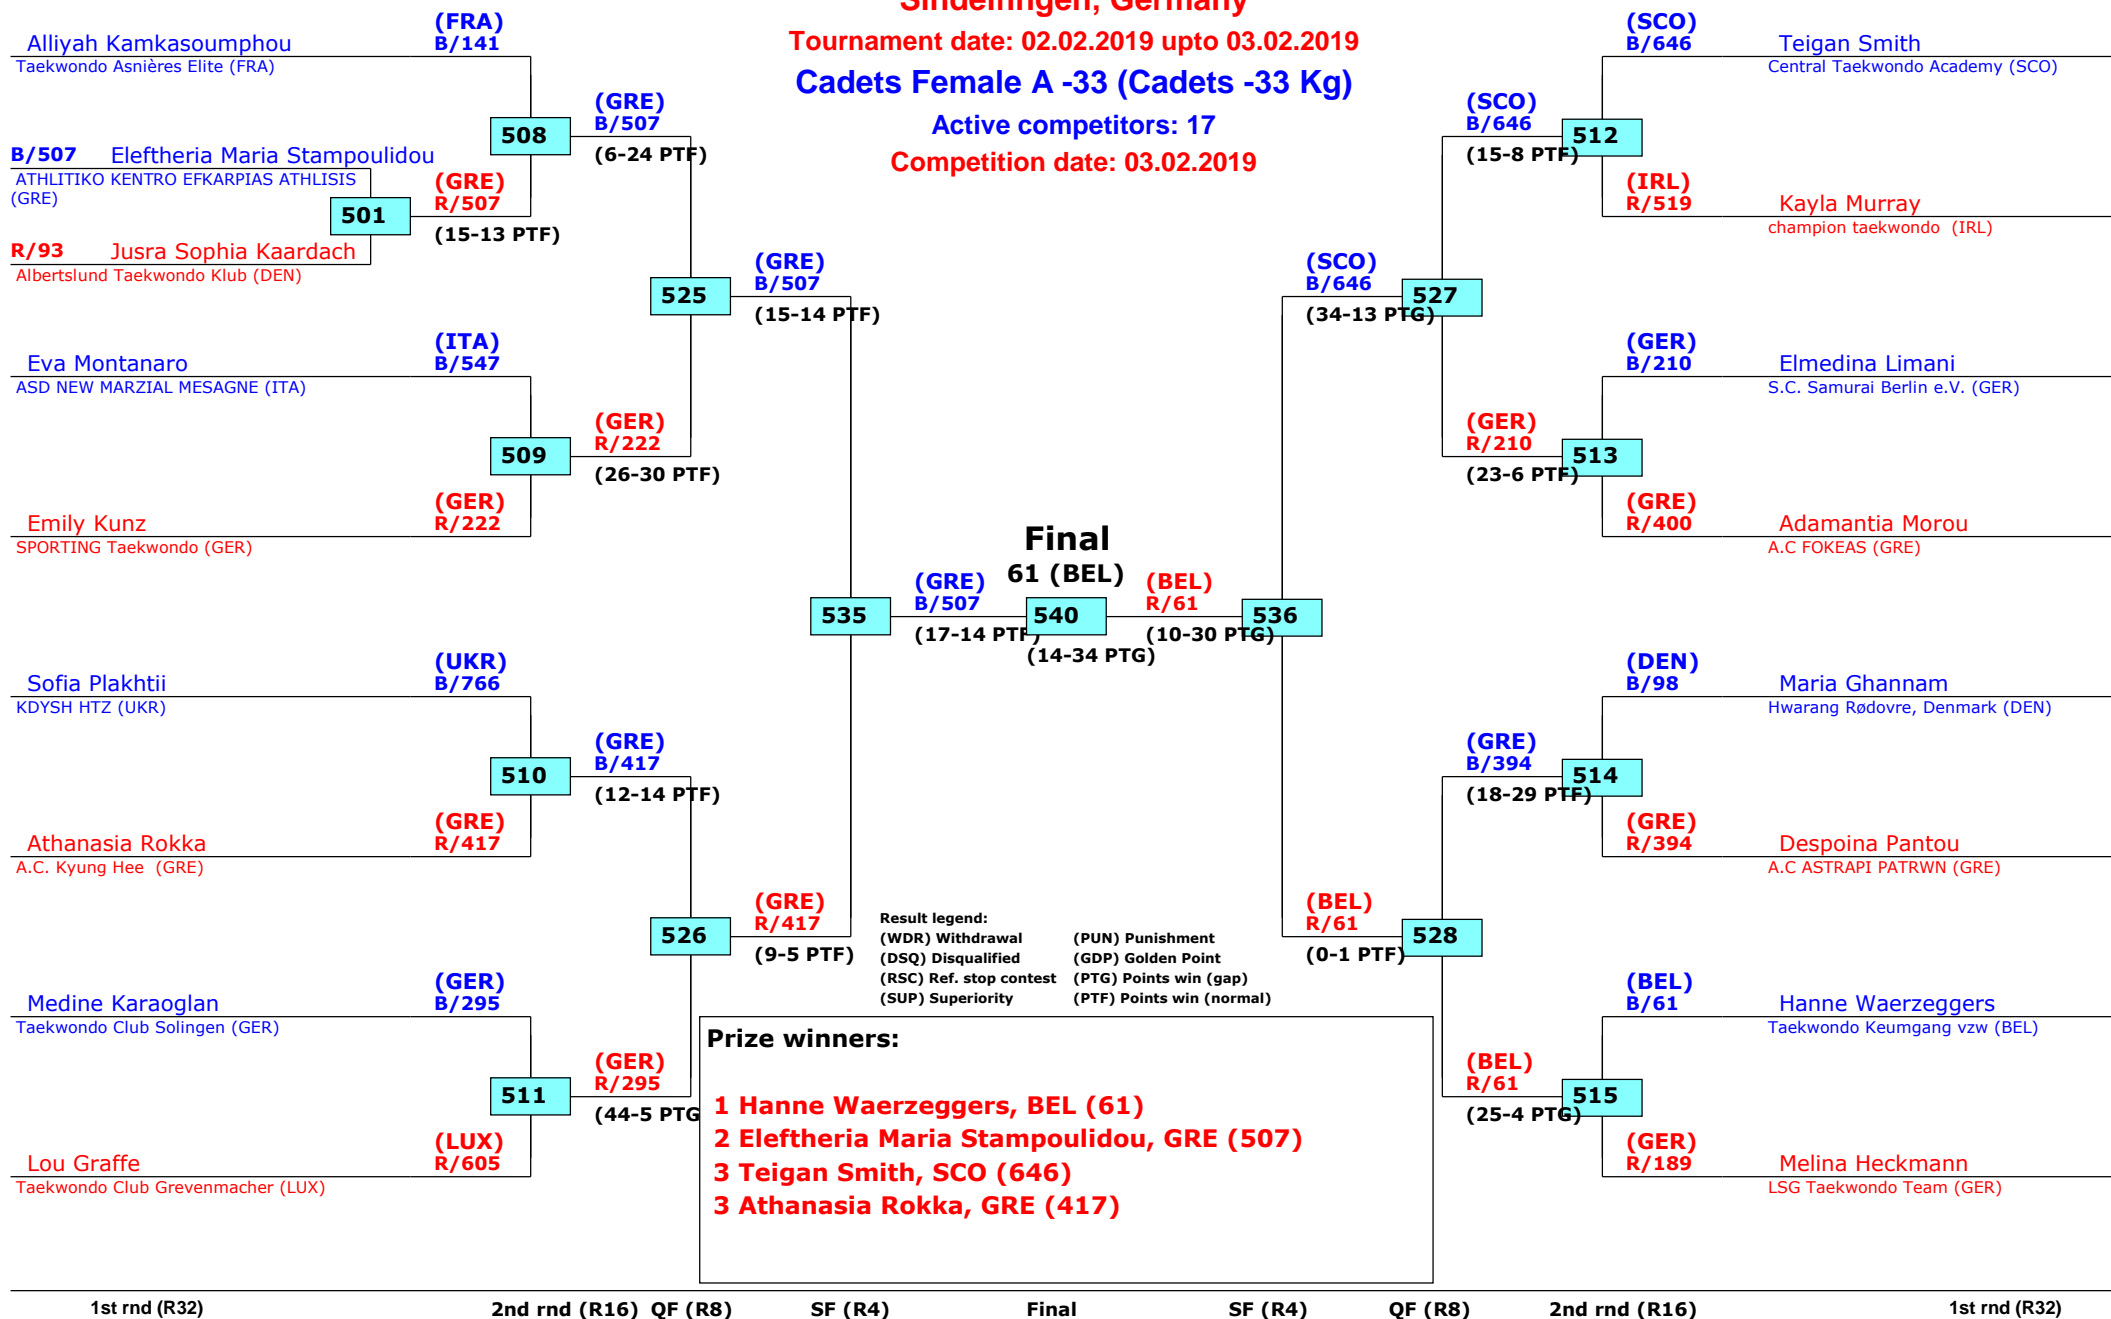 Sindelfingen, Germany
Tournament date: 02.02.2019 upto 03.02.2019
Cadets Female A -33 (Cadets -33 Kg)
Active competitors: 17
Competition date: 03.02.2019
Alliyah Kamkasoumphou
(FRA)
B/141
Taekwondo Asnières Elite (FRA)
508
(GRE)
B/507
(6-24 PTF)
B/507 Eleftheria Maria Stampoulidou
ATHLITIKO KENTRO EFKARPIAS ATHLISIS
(GRE)
501
(GRE)
R/507
(15-13 PTF)
R/93 Jusra Sophia Kaardach
Albertslund Taekwondo Klub (DEN)
525
(GRE)
B/507
(15-14 PTF)
Eva Montanaro
(ITA)
B/547
ASD NEW MARZIAL MESAGNE (ITA)
509
(GER)
R/222
(26-30 PTF)
Emily Kunz
(GER)
R/222
SPORTING Taekwondo (GER)
535
(GRE)
B/507
(17-14 PTF)
Final
61 (BEL)
540
(14-34 PTG)
(BEL)
R/61
(10-30 PTG)
536
Sofia Plakhtii
(UKR)
B/766
KDYSH HTZ (UKR)
510
(GRE)
B/417
(12-14 PTF)
Athanasia Rokka
(GRE)
R/417
A.C. Kyung Hee (GRE)
526
(GRE)
R/417
(9-5 PTF)
Medine Karaoglan
(GER)
B/295
Taekwondo Club Solingen (GER)
511
(GER)
R/295
(44-5 PTG
Lou Graffe
(LUX)
R/605
Taekwondo Club Grevenmacher (LUX)
(SCO)
B/646
Teigan Smith
Central Taekwondo Academy (SCO)
(SCO)
B/646
(15-8 PTF)
512
(IRL)
R/519
Kayla Murray
champion taekwondo (IRL)
(SCO)
B/646
(34-13 PTG)
527
(GER)
B/210
Elmedina Limani
S.C. Samurai Berlin e.V. (GER)
(GER)
R/210
(23-6 PTF)
513
(GRE)
R/400
Adamantia Morou
A.C FOKEAS (GRE)
(DEN)
B/98
Maria Ghannam
Hwarang Rødovre, Denmark (DEN)
(GRE)
B/394
(18-29 PTF)
514
(GRE)
R/394
Despoina Pantou
A.C ASTRAPI PATRWN (GRE)
(BEL)
R/61
(0-1 PTF)
528
(BEL)
B/61
Hanne Waerzeggers
Taekwondo Keumgang vzw (BEL)
(BEL)
R/61
(25-4 PTG)
515
(GER)
R/189
Melina Heckmann
LSG Taekwondo Team (GER)
Result legend:
(WDR) Withdrawal (PUN) Punishment
(DSQ) Disqualified (GDP) Golden Point
(RSC) Ref. stop contest (PTG) Points win (gap)
(SUP) Superiority (PTF) Points win (normal)
Prize winners:
1 Hanne Waerzeggers, BEL (61)
2 Eleftheria Maria Stampoulidou, GRE (507)
3 Teigan Smith, SCO (646)
3 Athanasia Rokka, GRE (417)
1st rnd (R32) 2nd rnd (R16) QF (R8) SF (R4) Final SF (R4) QF (R8) 2nd rnd (R16) 1st rnd (R32)